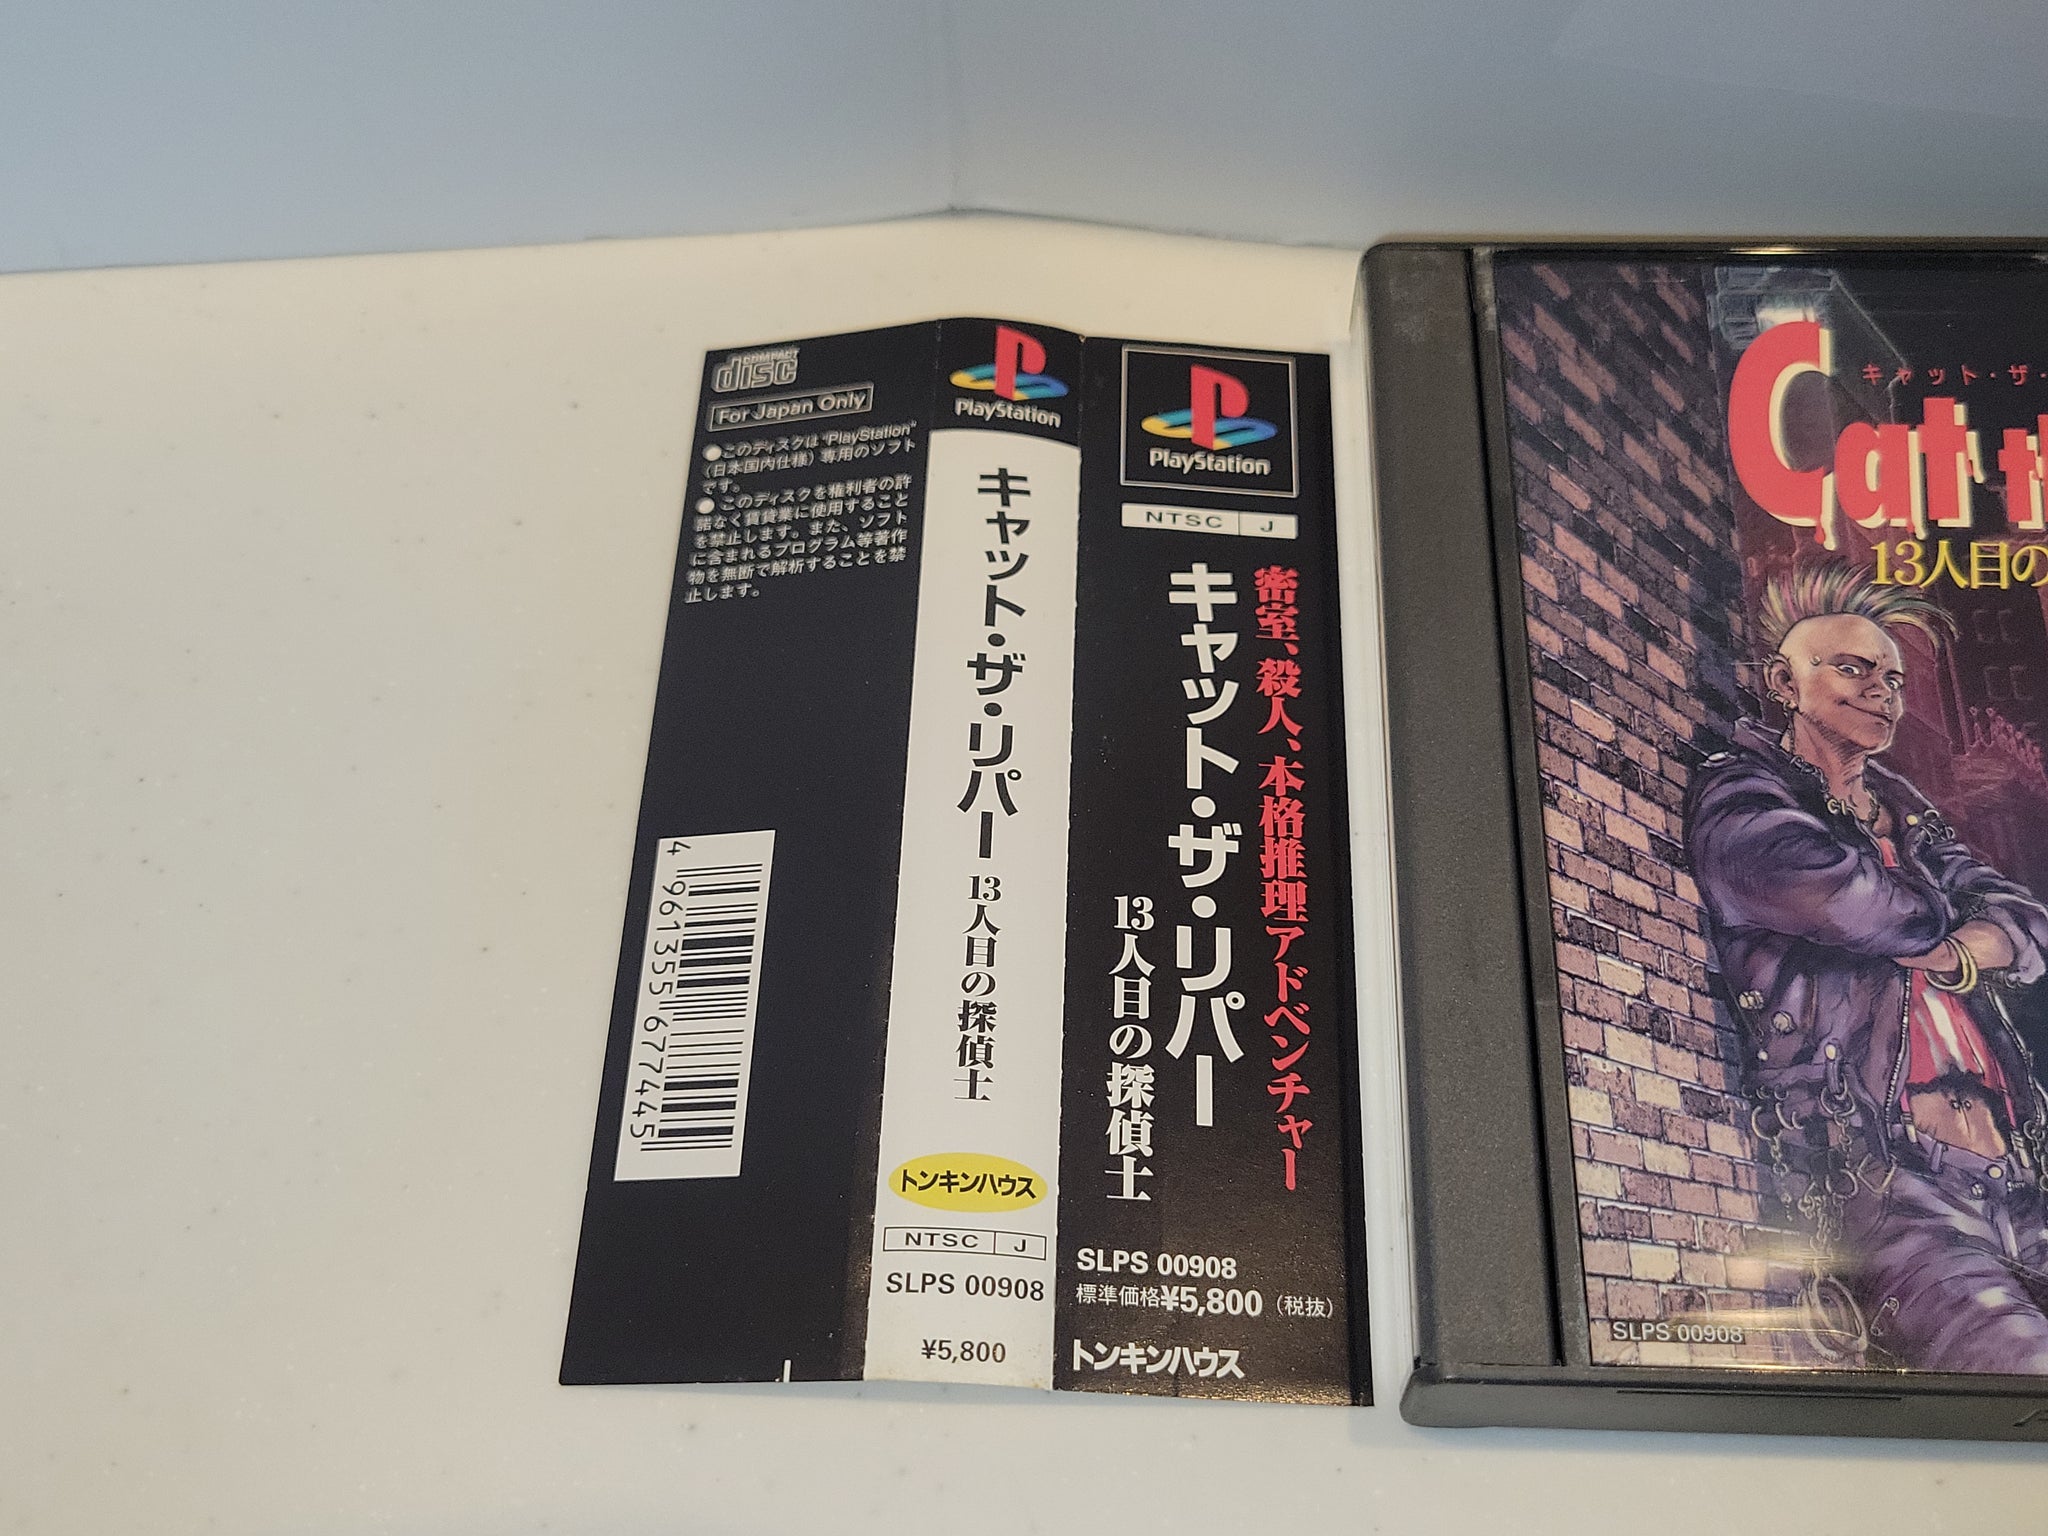 COMPACT
disc
For Japan Only
●このディスクは"PlayStation"
(日本国内仕様)専用のソフト
です。
●このディスクを権利者の許
諾なく賃貸業に使用すること
を禁止します。また、ソフト
に含まれるプログラム等著作
物を無断で解析することを禁
止します。
4 961355 677445
PlayStation
キャット・ザ・リパー 13人目の探偵士
トンキンハウス
NTSC J
SLPS 00908
¥5,800
PlayStation
NTSC J
密室、殺人、本格推理アドベンチャー
キャット・ザ・リパー
13人目の探偵士
SLPS 00908
標準価格¥5,800(税抜)
トンキンハウス
キャット・ザ・
Cat t
13人目の
SLPS 00908